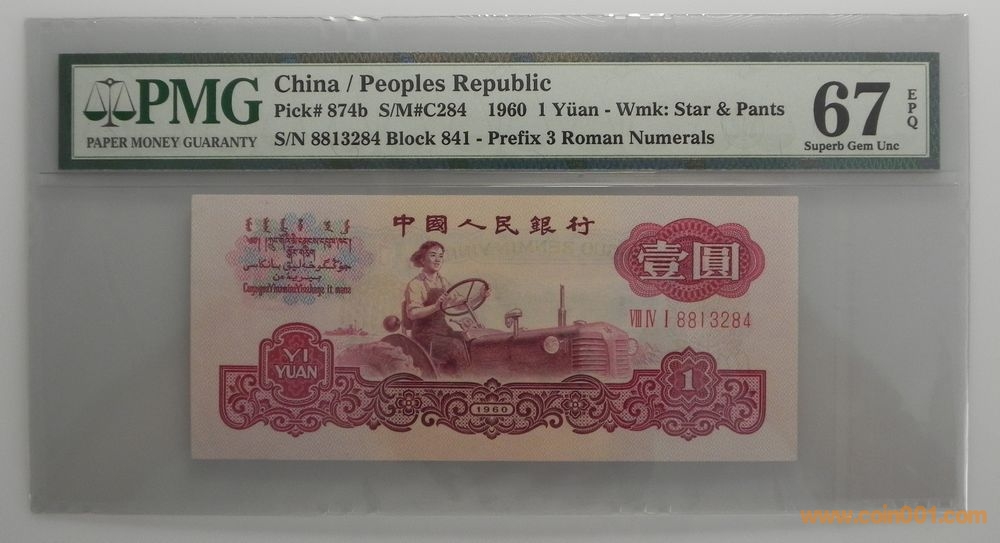 PMG
PAPER MONEY GUARANTY
China / Peoples Republic
Pick# 874b S/M#C284 1960 1 Yüan - Wmk: Star & Pants
S/N 8813284 Block 841 - Prefix 3 Roman Numerals
67
EPQ
Superb Gem Unc
中國人民銀行
壹圓
VIII IV I 8813284
YI
YUAN
1960
1
www.coin001.com